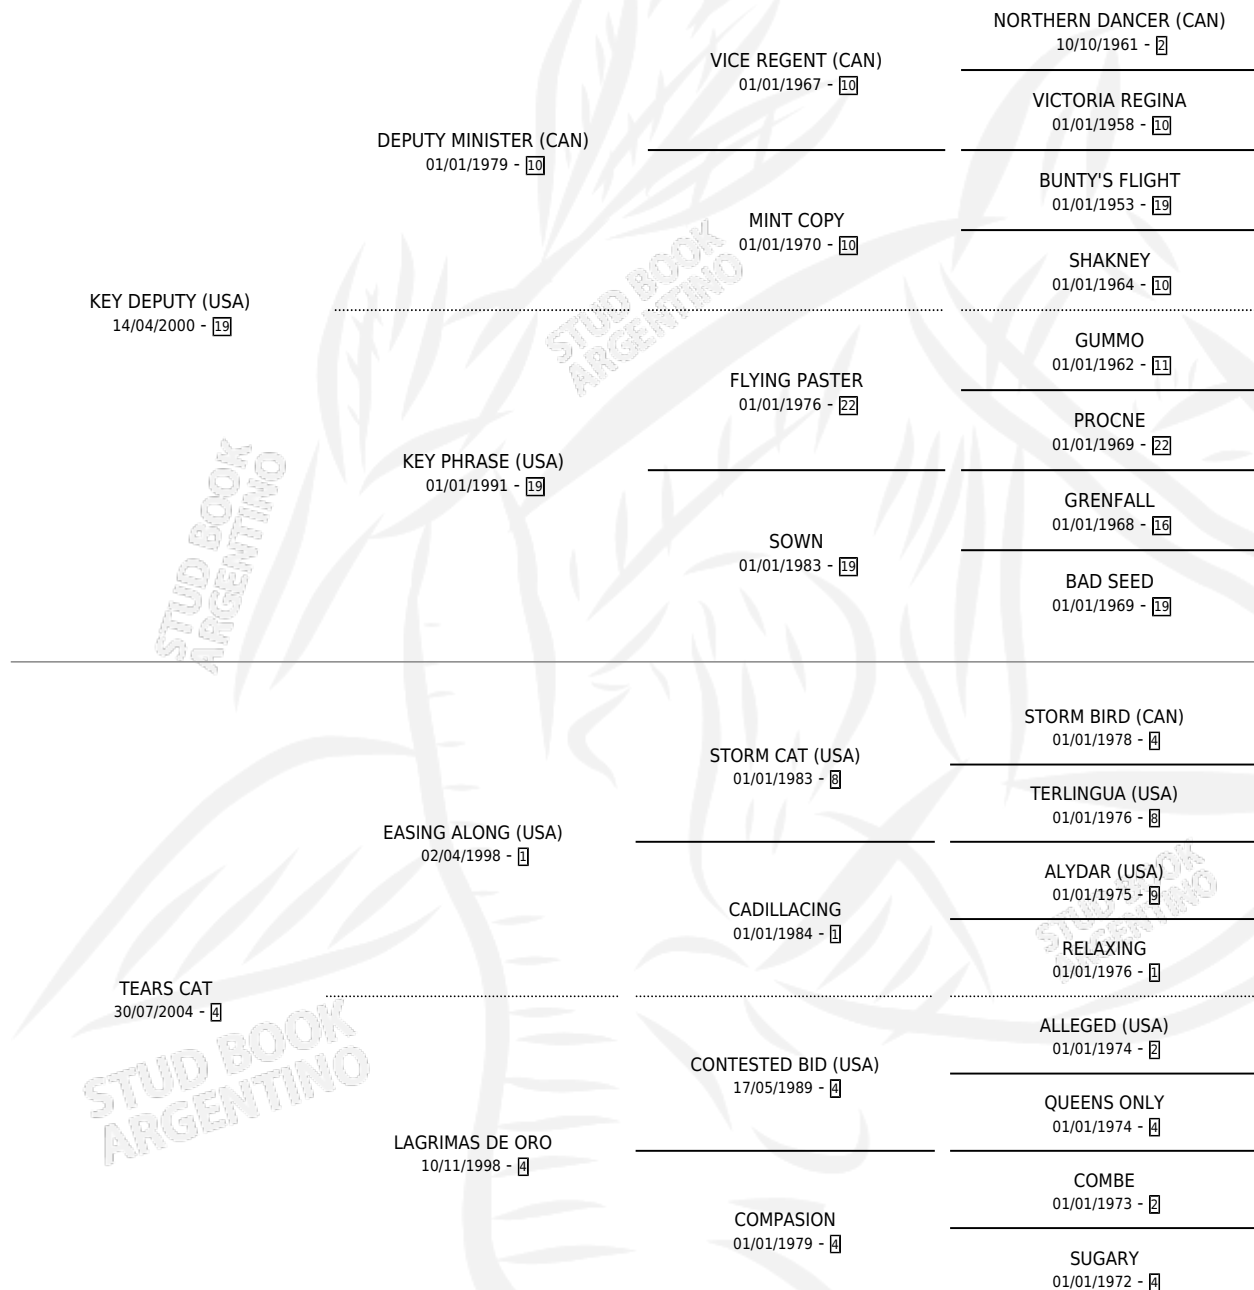 NORTHERN DANCER (CAN)
10/10/1961 - 2
VICE REGENT (CAN)
01/01/1967 - 10
VICTORIA REGINA
01/01/1958 - 10
DEPUTY MINISTER (CAN)
01/01/1979 - 10
BUNTY'S FLIGHT
01/01/1953 - 19
MINT COPY
01/01/1970 - 10
SHAKNEY
01/01/1964 - 10
KEY DEPUTY (USA)
14/04/2000 - 19
GUMMO
01/01/1962 - 11
FLYING PASTER
01/01/1976 - 22
PROCNE
01/01/1969 - 22
KEY PHRASE (USA)
01/01/1991 - 19
GRENFALL
01/01/1968 - 16
SOWN
01/01/1983 - 19
BAD SEED
01/01/1969 - 19
STORM BIRD (CAN)
01/01/1978 - 4
STORM CAT (USA)
01/01/1983 - 8
TERLINGUA (USA)
01/01/1976 - 8
EASING ALONG (USA)
02/04/1998 - 1
ALYDAR (USA)
01/01/1975 - 9
CADILLACING
01/01/1984 - 1
RELAXING
01/01/1976 - 1
TEARS CAT
30/07/2004 - 4
ALLEGED (USA)
01/01/1974 - 2
CONTESTED BID (USA)
17/05/1989 - 4
QUEENS ONLY
01/01/1974 - 4
LAGRIMAS DE ORO
10/11/1998 - 4
COMBE
01/01/1973 - 2
COMPASION
01/01/1979 - 4
SUGARY
01/01/1972 - 4
STUD BOOK
ARGENTINO
STUD BOOK
ARGENTINO
STUD BOOK
ARGENTINO
STUD BOOK
ARGENTINO